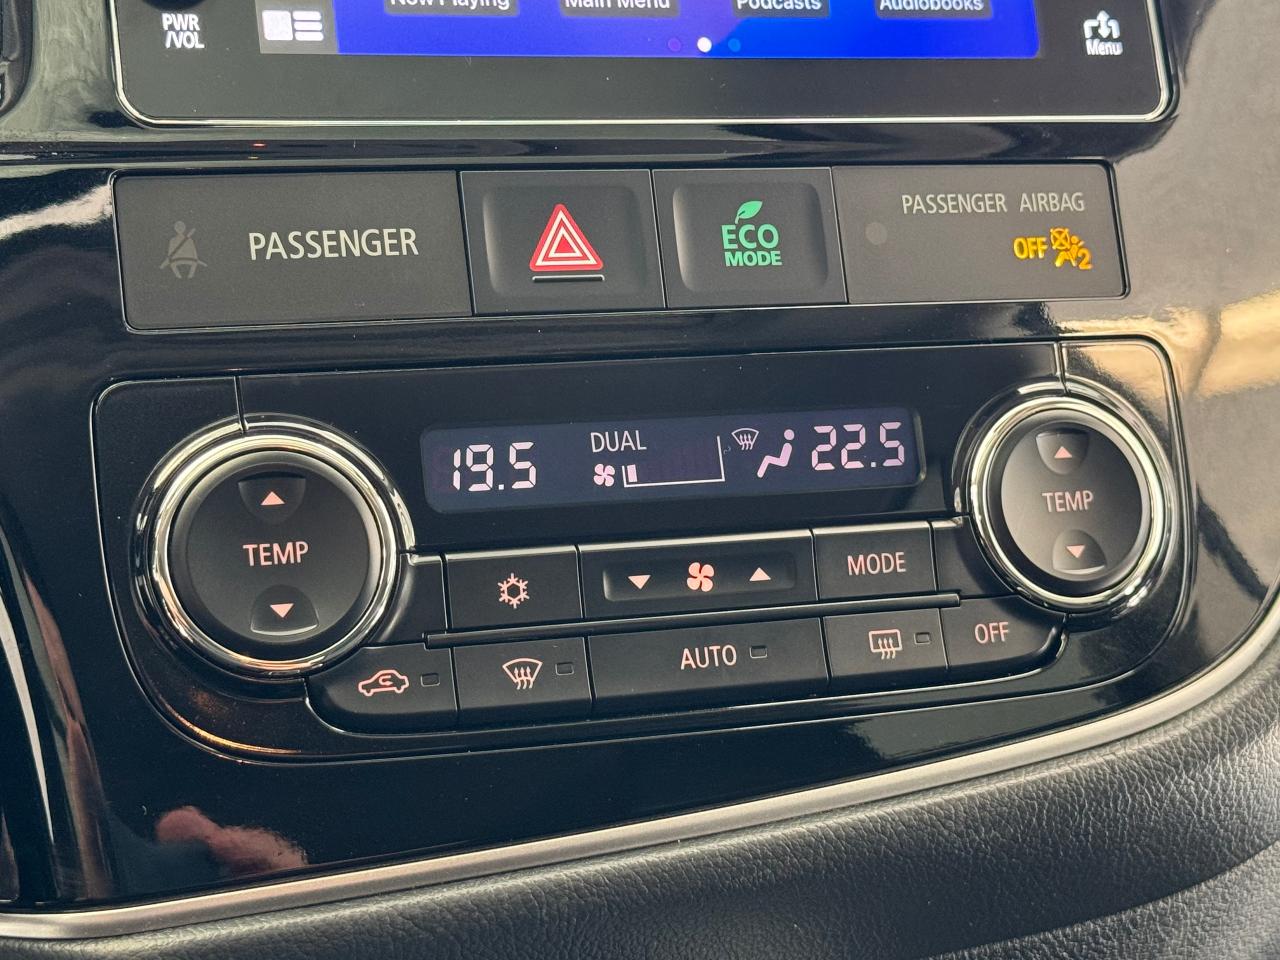 Now Playing
Main Menu
Podcasts
Audiobooks
PWR
/VOL
Menu
PASSENGER
ECO
MODE
PASSENGER AIRBAG
OFF 2
19.5
DUAL
22.5
TEMP
TEMP
MODE
AUTO
OFF